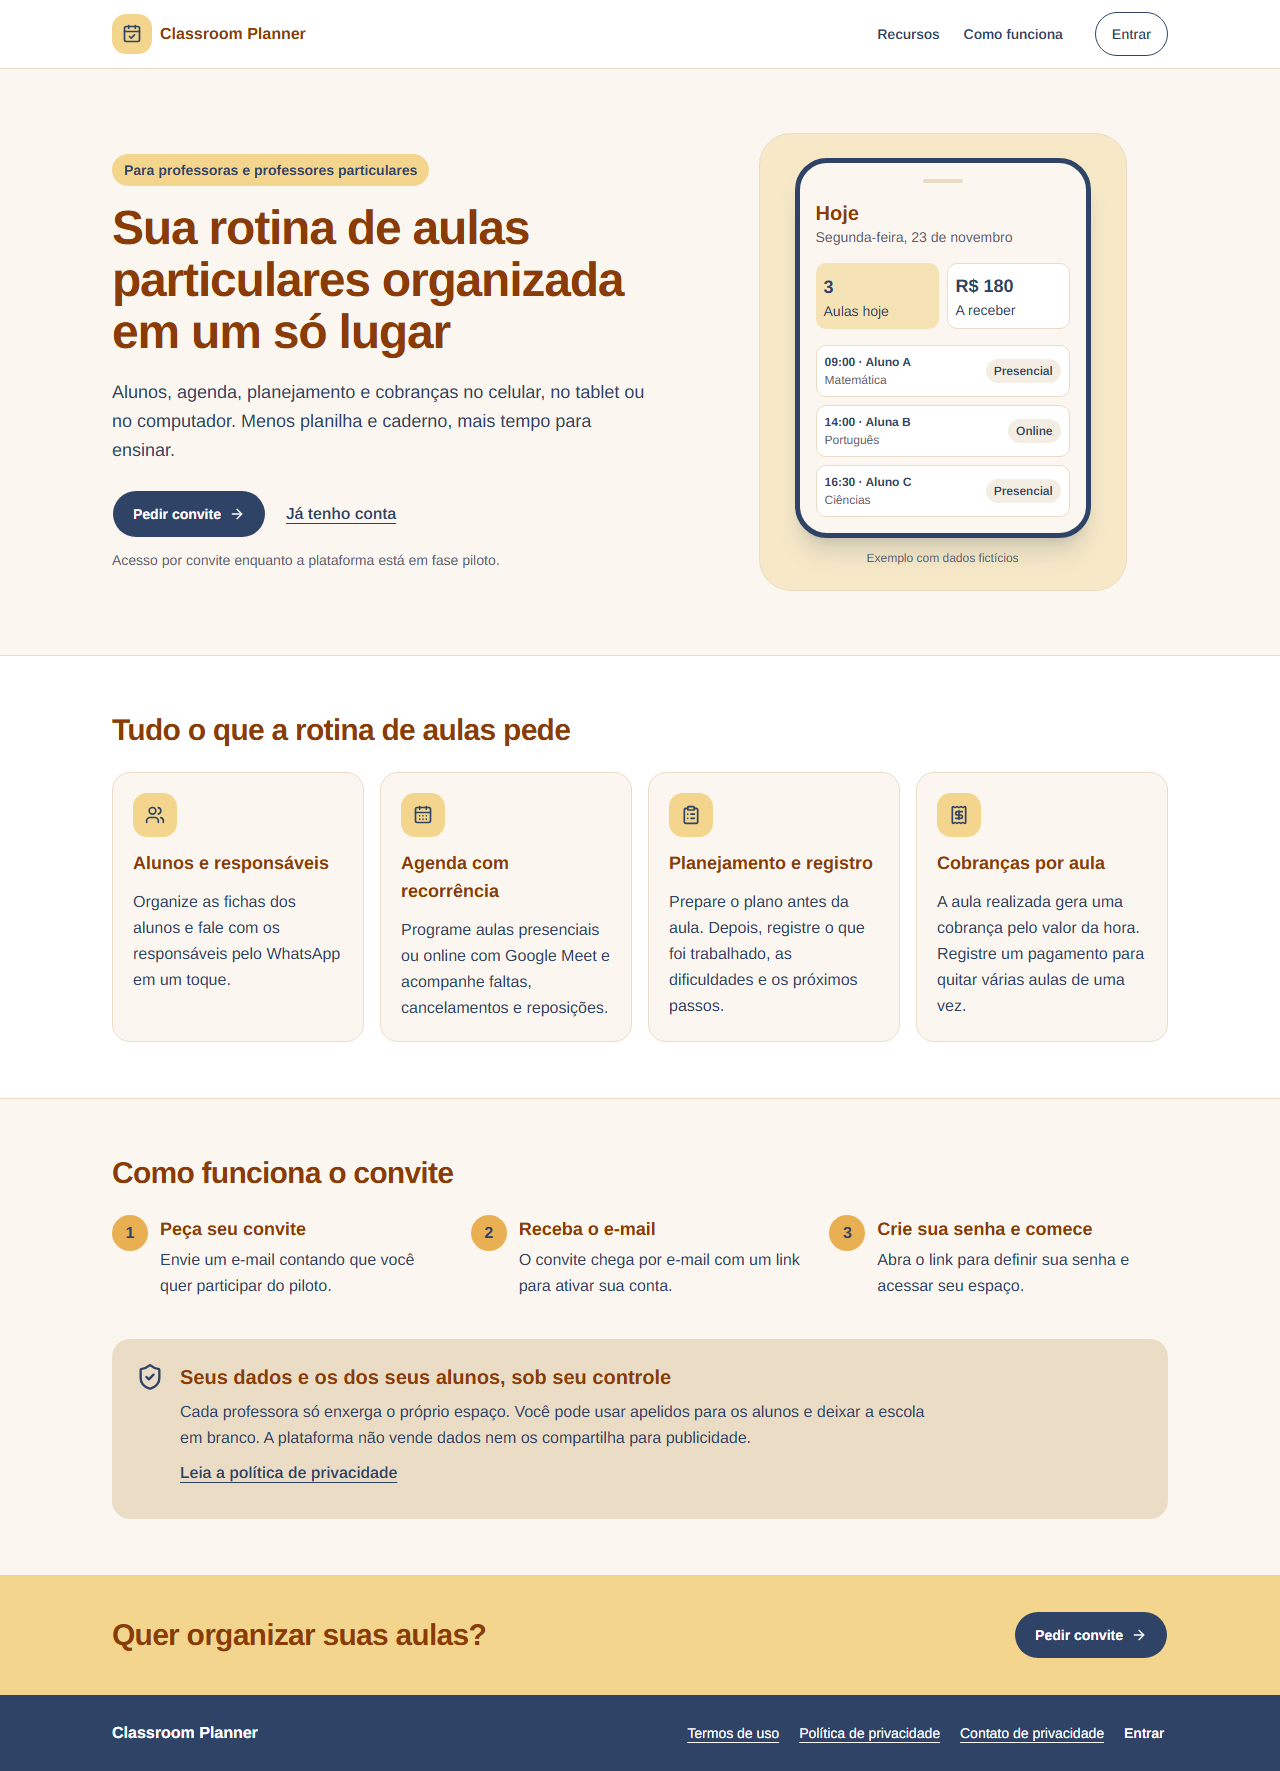 Classroom Planner
Recursos
Como funciona
Entrar
Para professoras e professores particulares
Sua rotina de aulas
particulares organizada
em um só lugar
Alunos, agenda, planejamento e cobranças no celular, no tablet ou
no computador. Menos planilha e caderno, mais tempo para
ensinar.
Pedir convite
Já tenho conta
Acesso por convite enquanto a plataforma está em fase piloto.
Hoje
Segunda-feira, 23 de novembro
3
Aulas hoje
R$ 180
A receber
09:00 · Aluno A
Matemática
Presencial
14:00 · Aluna B
Português
Online
16:30 · Aluno C
Ciências
Presencial
Exemplo com dados fictícios
Tudo o que a rotina de aulas pede
Alunos e responsáveis
Organize as fichas dos
alunos e fale com os
responsáveis pelo WhatsApp
em um toque.
Agenda com
recorrência
Programe aulas presenciais
ou online com Google Meet e
acompanhe faltas,
cancelamentos e reposições.
Planejamento e registro
Prepare o plano antes da
aula. Depois, registre o que
foi trabalhado, as
dificuldades e os próximos
passos.
Cobranças por aula
A aula realizada gera uma
cobrança pelo valor da hora.
Registre um pagamento para
quitar várias aulas de uma
vez.
Como funciona o convite
1
Peça seu convite
Envie um e-mail contando que você
quer participar do piloto.
2
Receba o e-mail
O convite chega por e-mail com um link
para ativar sua conta.
3
Crie sua senha e comece
Abra o link para definir sua senha e
acessar seu espaço.
Seus dados e os dos seus alunos, sob seu controle
Cada professora só enxerga o próprio espaço. Você pode usar apelidos para os alunos e deixar a escola
em branco. A plataforma não vende dados nem os compartilha para publicidade.
Leia a política de privacidade
Quer organizar suas aulas?
Pedir convite
Classroom Planner
Termos de uso
Política de privacidade
Contato de privacidade
Entrar